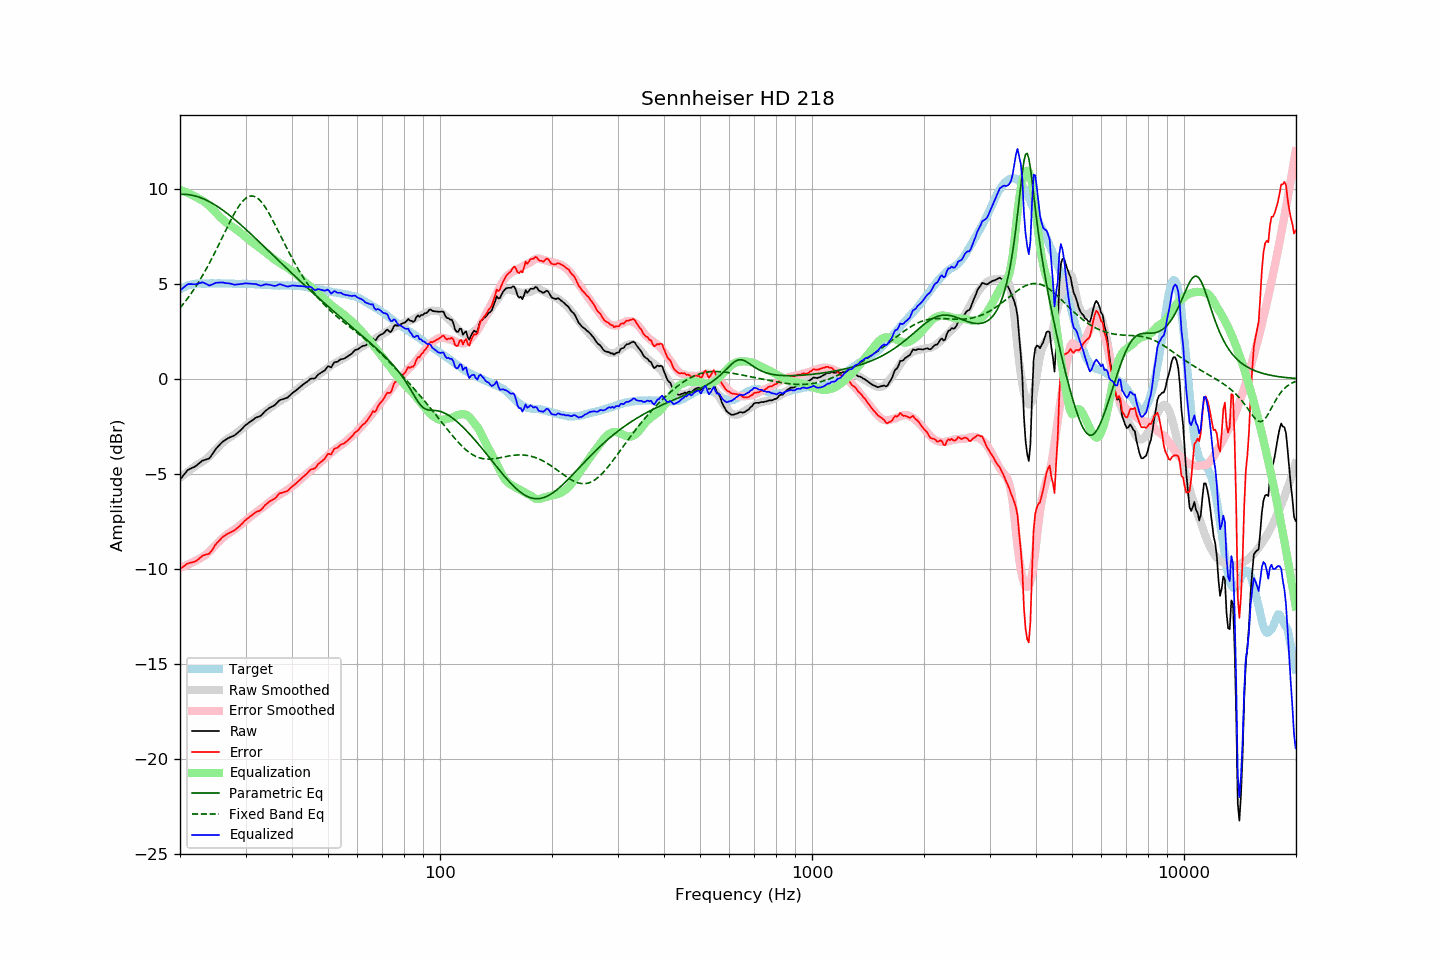 Sennheiser HD 218
10
5
0
−5
−10
−15
−20
−25
Amplitude (dBr)
Target
Raw Smoothed
Error Smoothed
Raw
Error
Equalization
Parametric Eq
Fixed Band Eq
Equalized
100 1000 10000
Frequency (Hz)